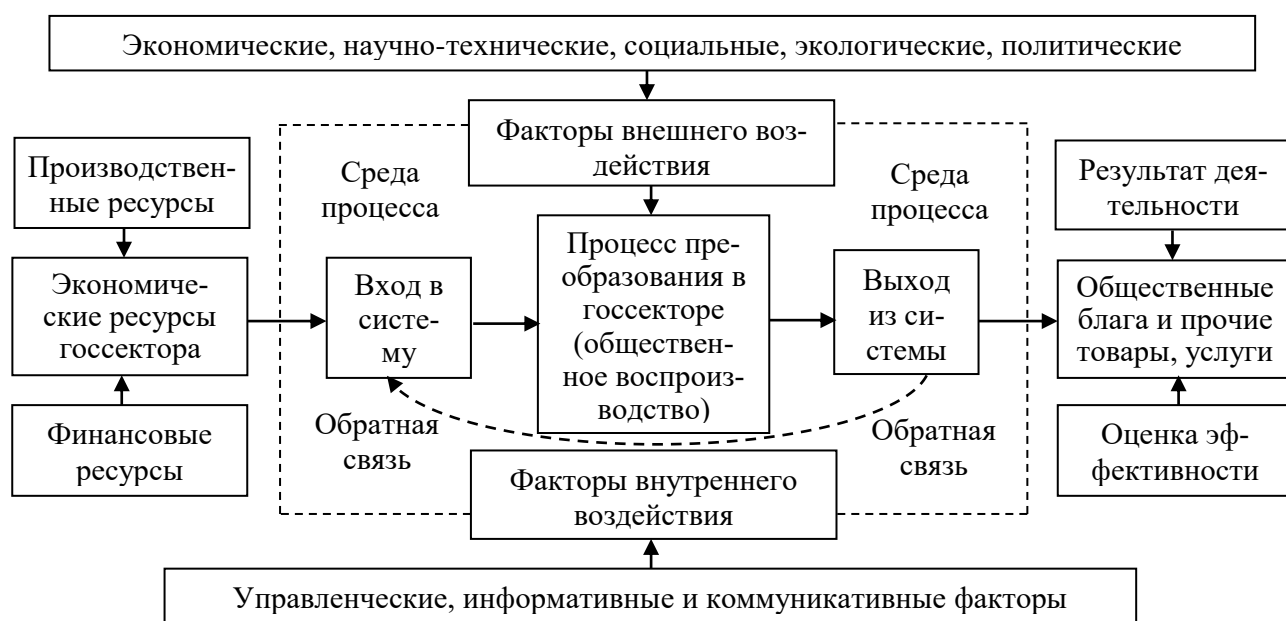 Экономические, научно-технические, социальные, экологические, политические
Факторы внешнего воз-
действия
Производствен-
ные ресурсы
Среда
процесса
Среда
процесса
Результат дея-
тельности
Экономиче-
ские ресурсы
госсектора
Вход в
систе-
му
Процесс пре-
образования в
госсекторе
(обществен-
ное воспроиз-
водство)
Выход
из си-
стемы
Общественные
блага и прочие
товары, услуги
Финансовые
ресурсы
Обратная
связь
Обратная
связь
Оценка эф-
фективности
Факторы внутреннего
воздействия
Управленческие, информативные и коммуникативные факторы